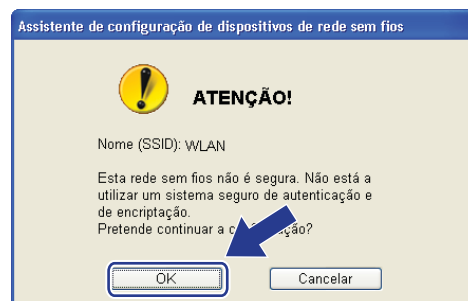 Assistente de configuração de dispositivos de rede sem fios
ATENÇÃO!
Nome (SSID): WLAN
Esta rede sem fios não é segura. Não está a
utilizar um sistema seguro de autenticação e
de encriptação.
Pretende continuar a configuração?
OK
Cancelar